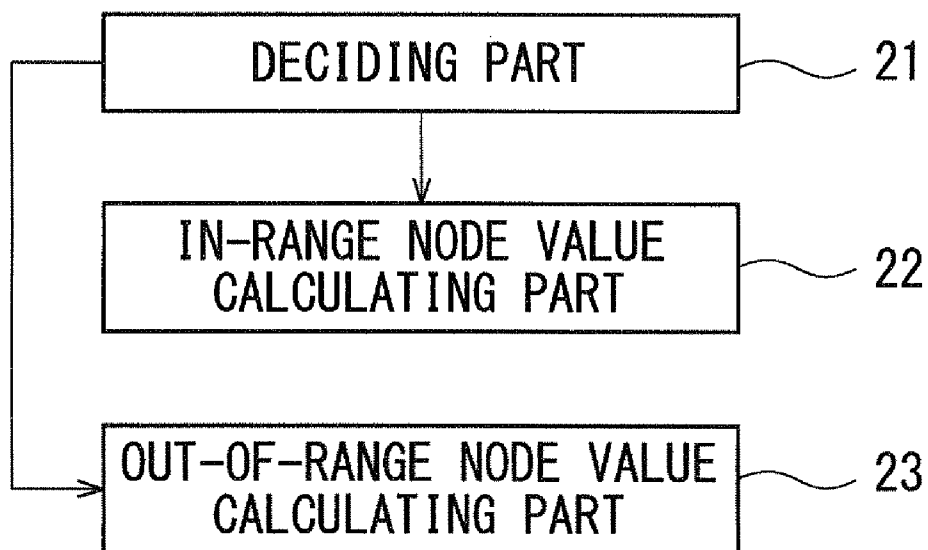 DECIDING PART
21
IN-RANGE NODE VALUE
CALCULATING PART
22
OUT-OF-RANGE NODE VALUE
CALCULATING PART
23